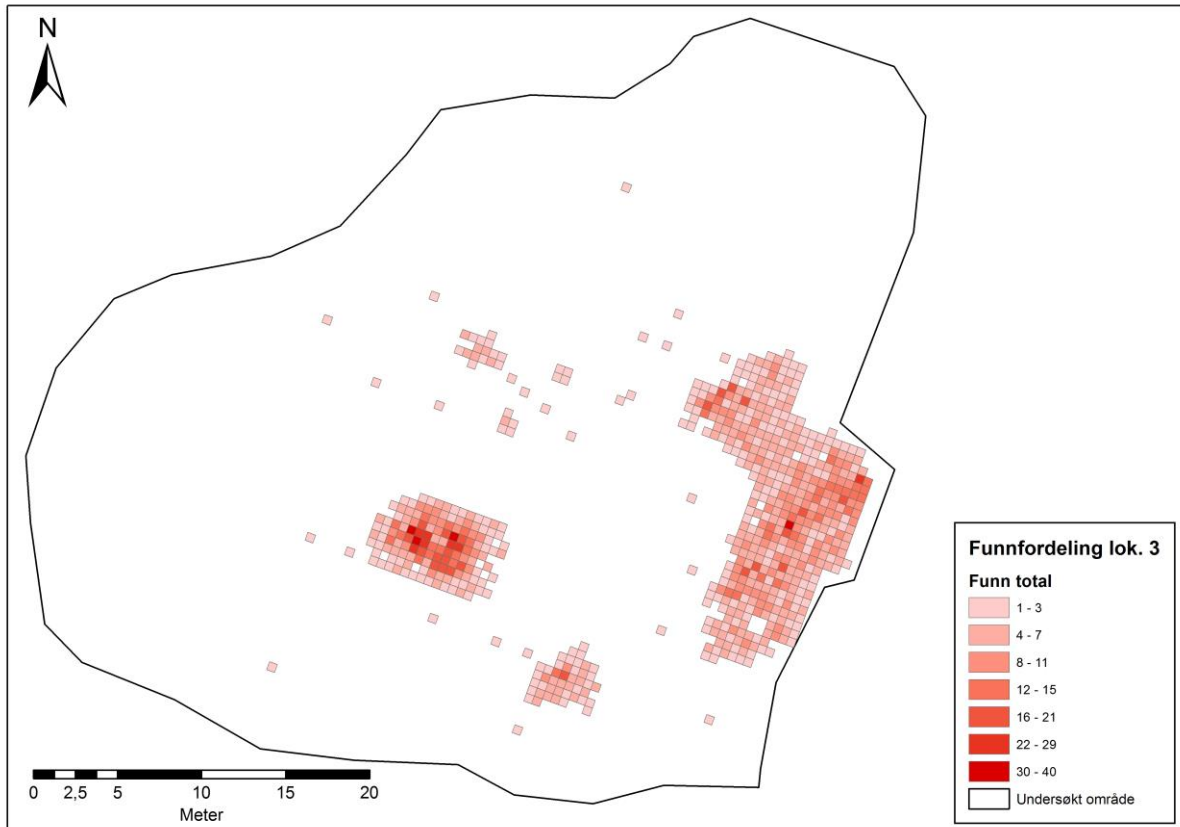 N
0 2,5 5 10 15 20
Meter
Funnfordeling lok. 3
Funn total
1 - 3
4 - 7
8 - 11
12 - 15
16 - 21
22 - 29
30 - 40
Undersøkt område